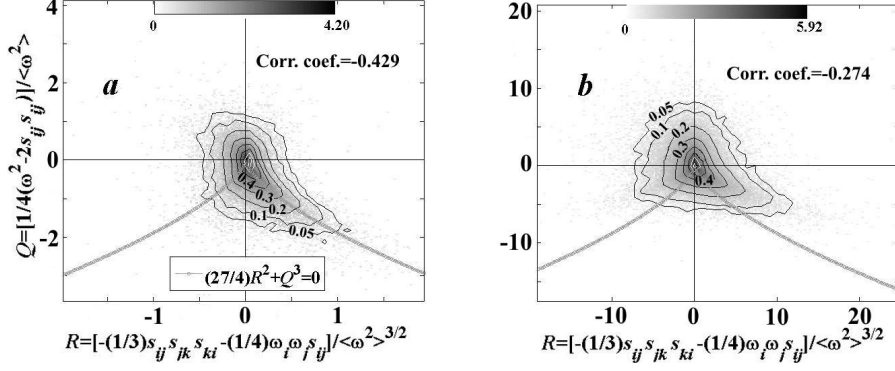 0 4.20
4
Corr. coef.=-0.429
a
2
0
-2
0.4
0.3
0.2
0.1
0.05
(27/4)R²+Q³=0
-1 0 1
Q=[1/4(ω²-2s_ij s_ij)]/<ω²>
R=[-(1/3)s_ij s_jk s_ki -(1/4)ω_i ω_j s_ij]/<ω²>^3/2
0 5.92
20
b
Corr. coef.=-0.274
15
10
5
0
-5
-10
-15
0.05
0.1
0.2
0.3
0.4
-10 0 10 20
R=[-(1/3)s_ij s_jk s_ki -(1/4)ω_i ω_j s_ij]/<ω²>^3/2